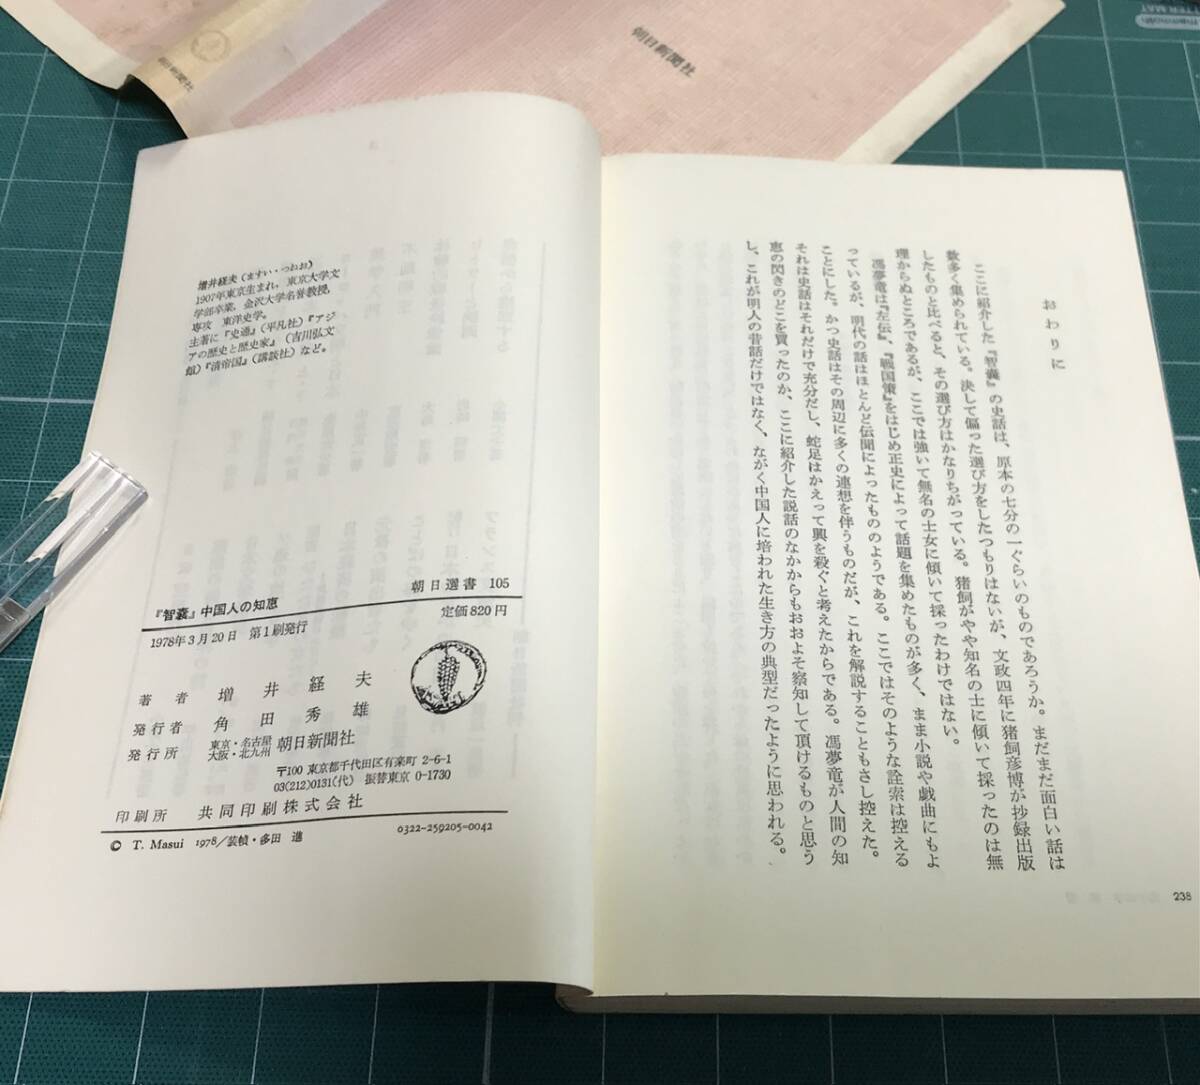 朝日新聞社
朝日新聞社
おわりに
ここに紹介した『智嚢』の史話は、原本の七分の一ぐらいのものであろうか。まだまだ面白い話は
数多く集められている。決して偏った選び方をしたつもりはないが、文政四年に猪飼彦博が抄録出版
したものと比べると、その選び方はかなりちがっている。猪飼がやや知名の士に傾いて採ったのは無
理からぬところであるが、ここでは強いて無名の士女に傾いて採ったわけではない。
馮夢竜は『左伝』、『戦国策』をはじめ正史によって話題を集めたものが多く、まま小説や戯曲にもよ
っているが、明代の話はほとんど伝聞によったもののようである。ここではそのような詮索は控える
ことにした。かつ史話はその周辺に多くの連想を伴うものだが、これを解説することもさし控えた。
それは史話はそれだけで充分だし、蛇足はかえって興を殺ぐと考えたからである。馮夢竜が人間の知
恵の閃きのどこを買ったのか、ここに紹介した説話のなかからもおおよそ察知して頂けるものと思う
し、これが明人の昔話だけではなく、ながく中国人に培われた生き方の典型だったように思われる。
238
増井経夫(ますい・つねお)
1907年東京生まれ，東京大学文
学部卒業，金沢大学名誉教授，
専攻 東洋史学。
主著に『史通』(平凡社)『アジ
アの歴史と歴史家』(吉川弘文
館)『清帝国』(講談社)など。
朝日選書 105
『智嚢』中国人の知恵
定価820円
1978年3月20日 第1刷発行
著者 増井経夫
発行者 角田秀雄
発行所 東京・名古屋 大阪・北九州 朝日新聞社
〒100 東京都千代田区有楽町 2-6-1
03(212)0131(代) 振替東京 0-1730
印刷所 共同印刷株式会社
0322-259205-0042
© T. Masui 1978/装幀・多田 進